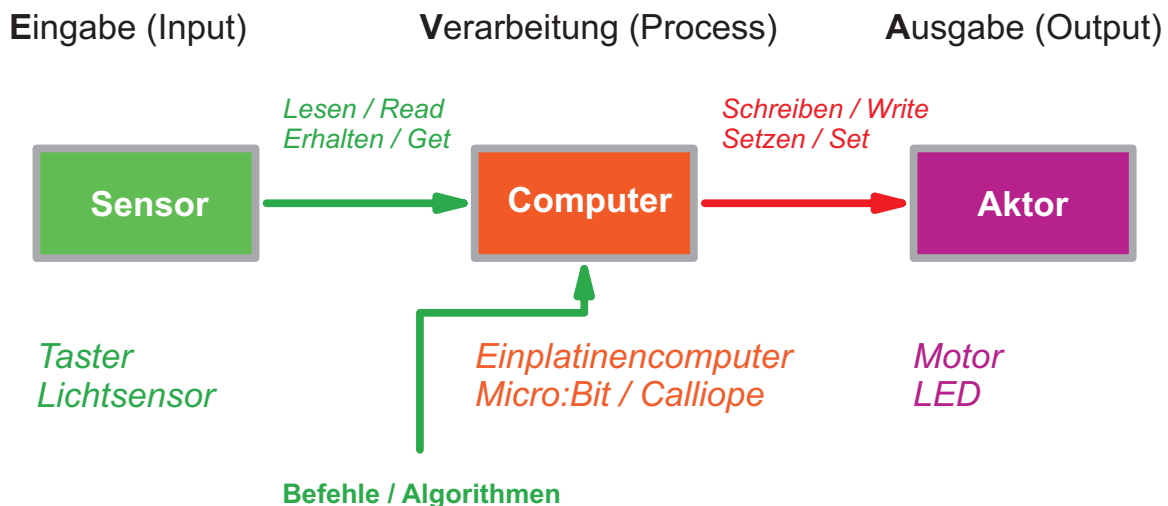 Eingabe (Input)
Verarbeitung (Process)
Ausgabe (Output)
Lesen / Read
Erhalten / Get
Schreiben / Write
Setzen / Set
Sensor
Computer
Aktor
Taster
Lichtsensor
Einplatinencomputer
Micro:Bit / Calliope
Motor
LED
Befehle / Algorithmen